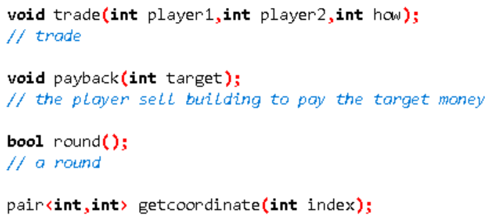 void trade(int player1,int player2,int how);
// trade
void payback(int target);
// the player sell building to pay the target money
bool round();
// a round
pair<int,int> getcoordinate(int index);